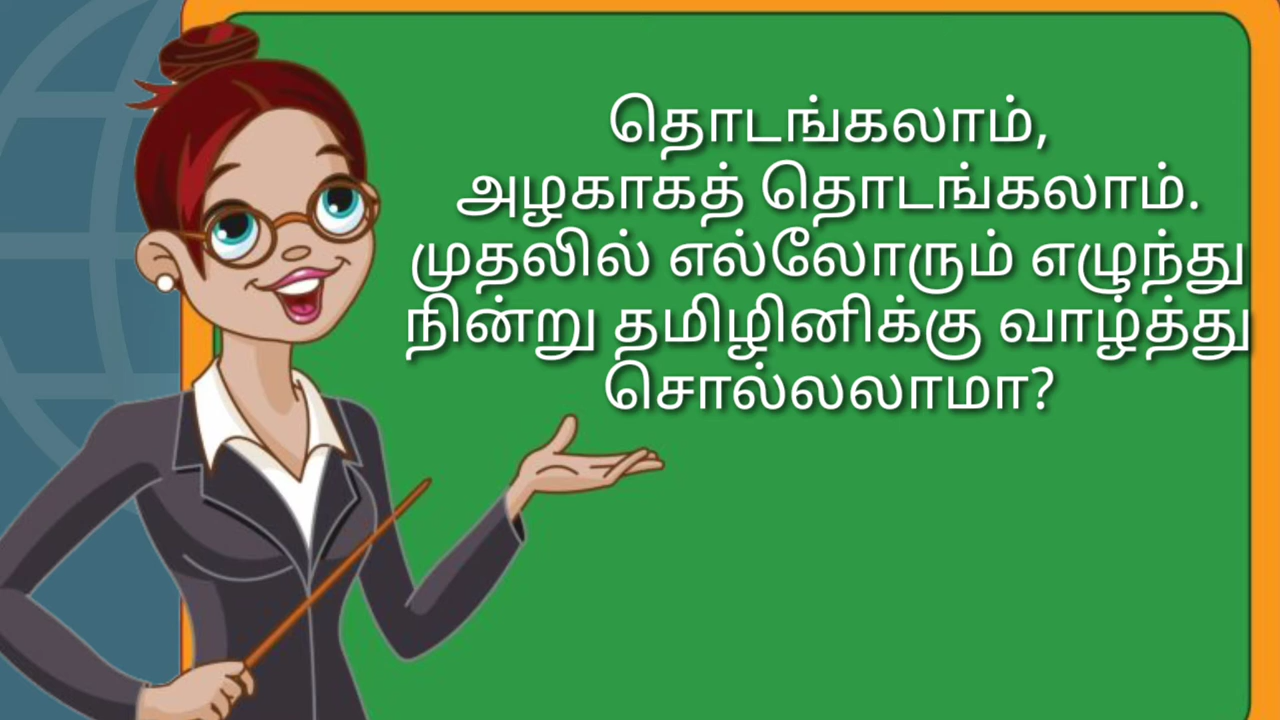 தொடங்கலாம்,
அழகாகத் தொடங்கலாம்.
முதலில் எல்லோரும் எழுந்து
நின்று தமிழினிக்கு வாழ்த்து
சொல்லலாமா?